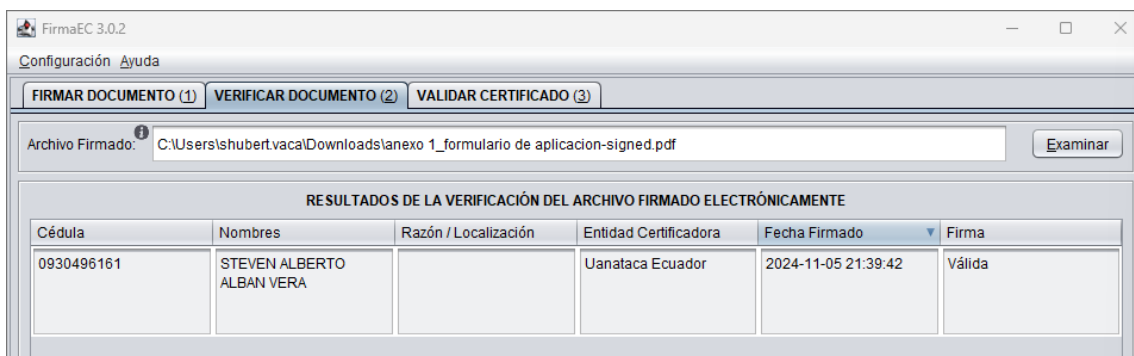 FirmaEC 3.0.2
Configuración Ayuda
FIRMAR DOCUMENTO (1) VERIFICAR DOCUMENTO (2) VALIDAR CERTIFICADO (3)
Archivo Firmado: C:\Users\shubert.vaca\Downloads\anexo 1_formulario de aplicacion-signed.pdf Examinar
RESULTADOS DE LA VERIFICACIÓN DEL ARCHIVO FIRMADO ELECTRÓNICAMENTE
Cédula Nombres Razón / Localización Entidad Certificadora Fecha Firmado Firma
0930496161 STEVEN ALBERTO Uanataca Ecuador 2024-11-05 21:39:42 Válida
ALBAN VERA